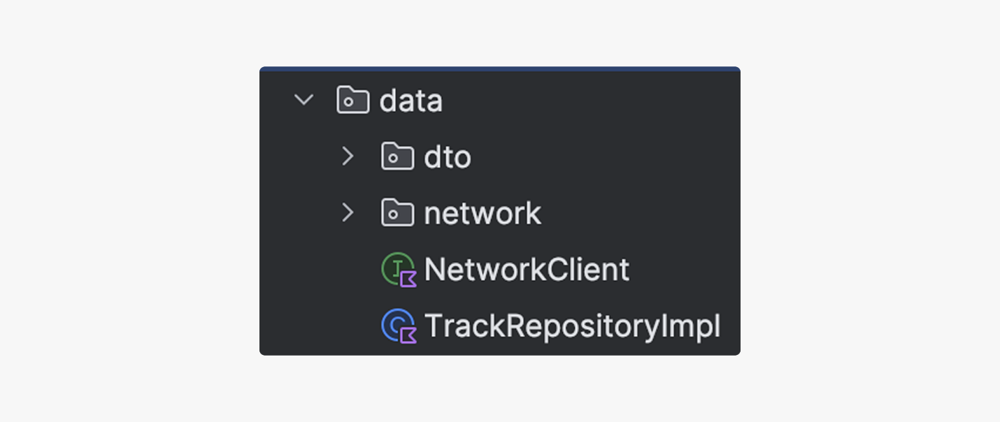 data
dto
network
NetworkClient
TrackRepositoryImpl